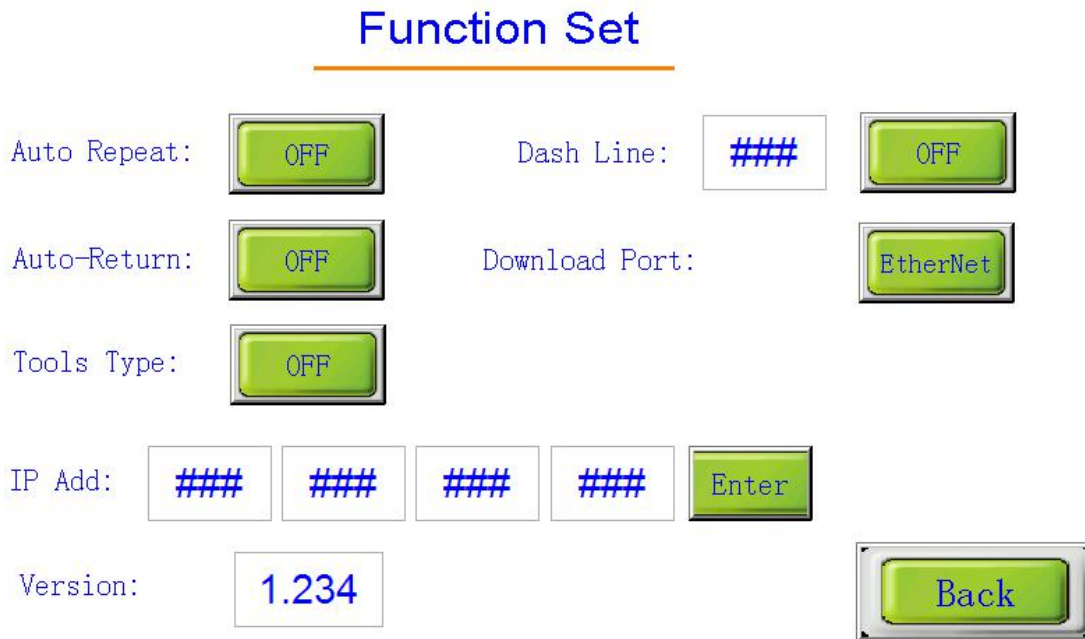 Function Set
Auto Repeat: OFF Dash Line: ### OFF
Auto-Return: OFF Download Port: EtherNet
Tools Type: OFF
IP Add: ### ### ### ### Enter
Version: 1.234 Back